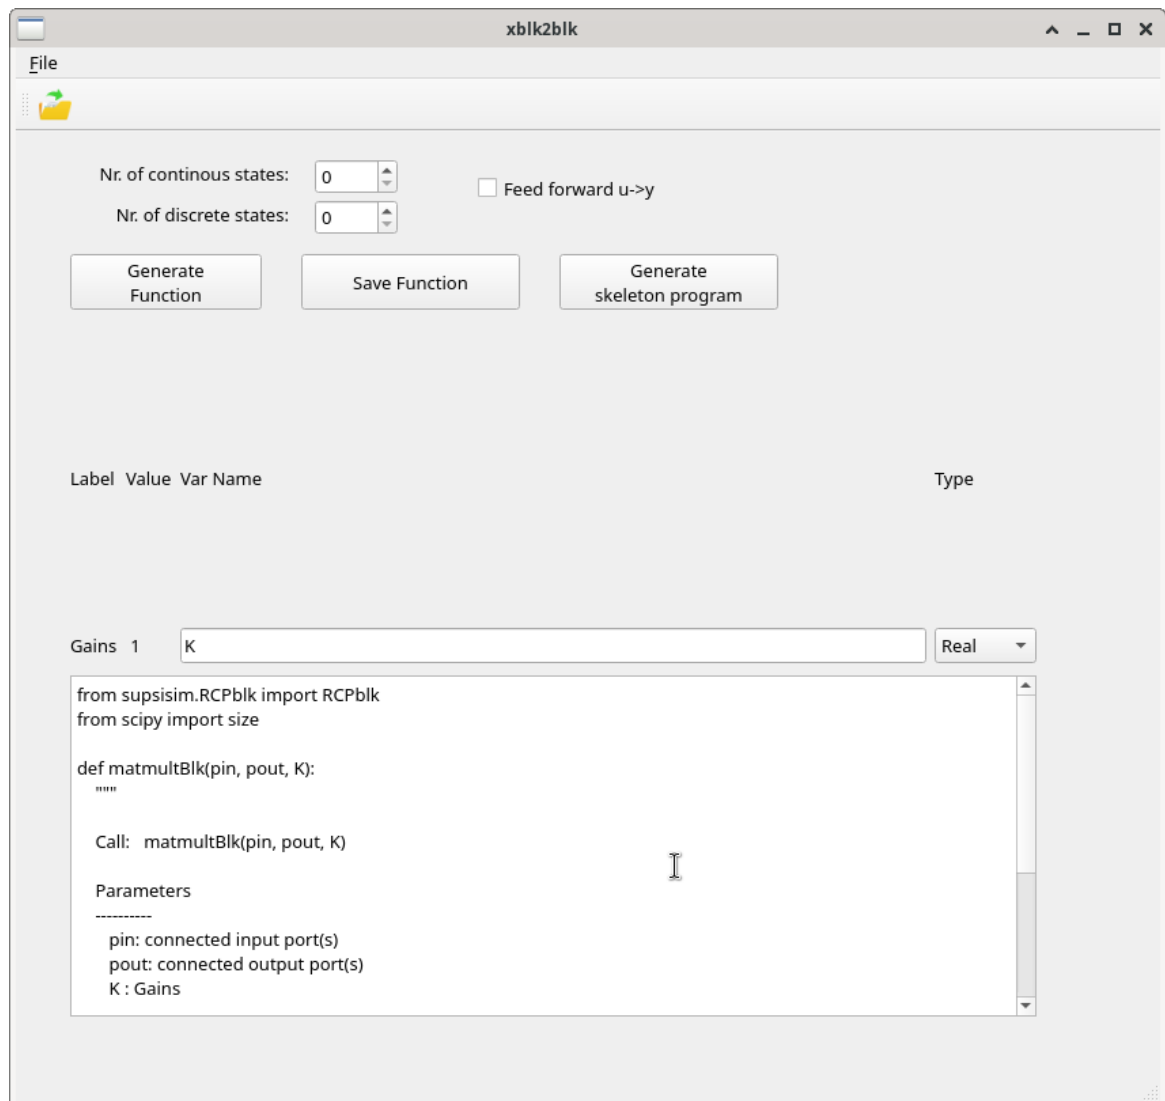 xblk2blk
File
Nr. of continous states: 0
Feed forward u->y
Nr. of discrete states: 0
Generate
Function
Save Function
Generate
skeleton program
Label Value Var Name Type
Gains 1 K Real
from supsisim.RCPblk import RCPblk
from scipy import size
def matmultBlk(pin, pout, K):
"""
Call: matmultBlk(pin, pout, K)
Parameters
----------
pin: connected input port(s)
pout: connected output port(s)
K : Gains